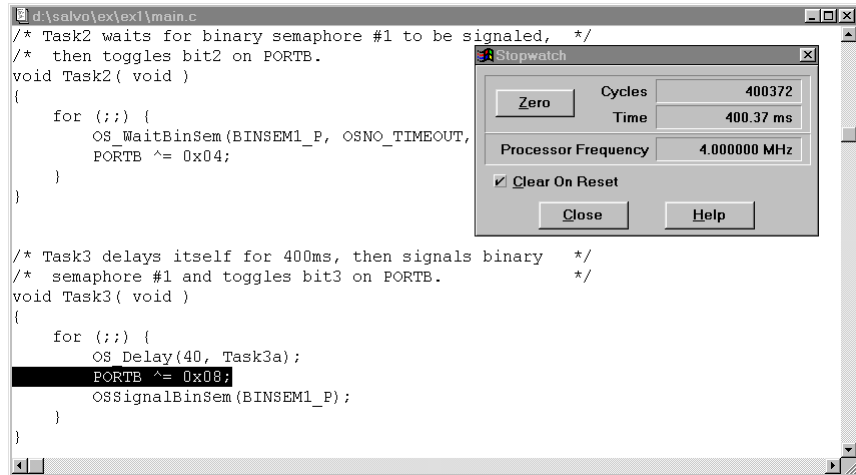 d:\salvo\ex\ex1\main.c
/* Task2 waits for binary semaphore #1 to be signaled, */
/* then toggles bit2 on PORTB.
void Task2( void )
{
for (;;) {
OS_WaitBinSem(BINSEM1_P, OSNO_TIMEOUT,
PORTB ^= 0x04;
}
}
Stopwatch
Zero
Cycles 400372
Time 400.37 ms
Processor Frequency 4.000000 MHz
Clear On Reset
Close Help
/* Task3 delays itself for 400ms, then signals binary */
/* semaphore #1 and toggles bit3 on PORTB. */
void Task3( void )
{
for (;;) {
OS_Delay(40, Task3a);
PORTB ^= 0x08;
OSSignalBinSem(BINSEM1_P);
}
}